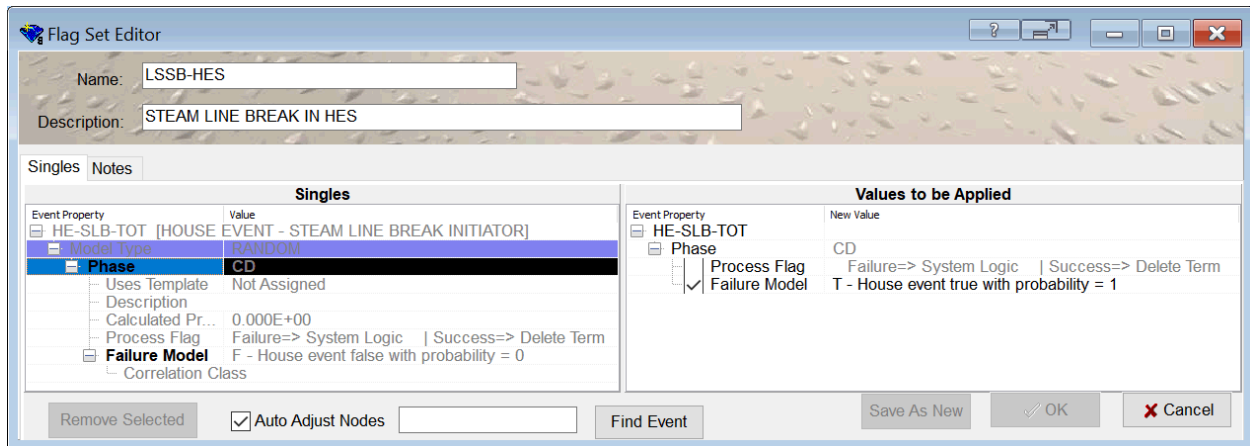 Flag Set Editor
?
Name: LSSB-HES
Description: STEAM LINE BREAK IN HES
Singles Notes
Singles
Event Property Value
HE-SLB-TOT [HOUSE EVENT - STEAM LINE BREAK INITIATOR]
Model Type RANDOM
Phase CD
Uses Template Not Assigned
Description
Calculated Pr... 0.000E+00
Process Flag Failure=> System Logic | Success=> Delete Term
Failure Model F - House event false with probability = 0
Correlation Class
Values to be Applied
Event Property New Value
HE-SLB-TOT
Phase CD
Process Flag Failure=> System Logic | Success=> Delete Term
Failure Model T - House event true with probability = 1
Remove Selected Auto Adjust Nodes Find Event Save As New OK Cancel